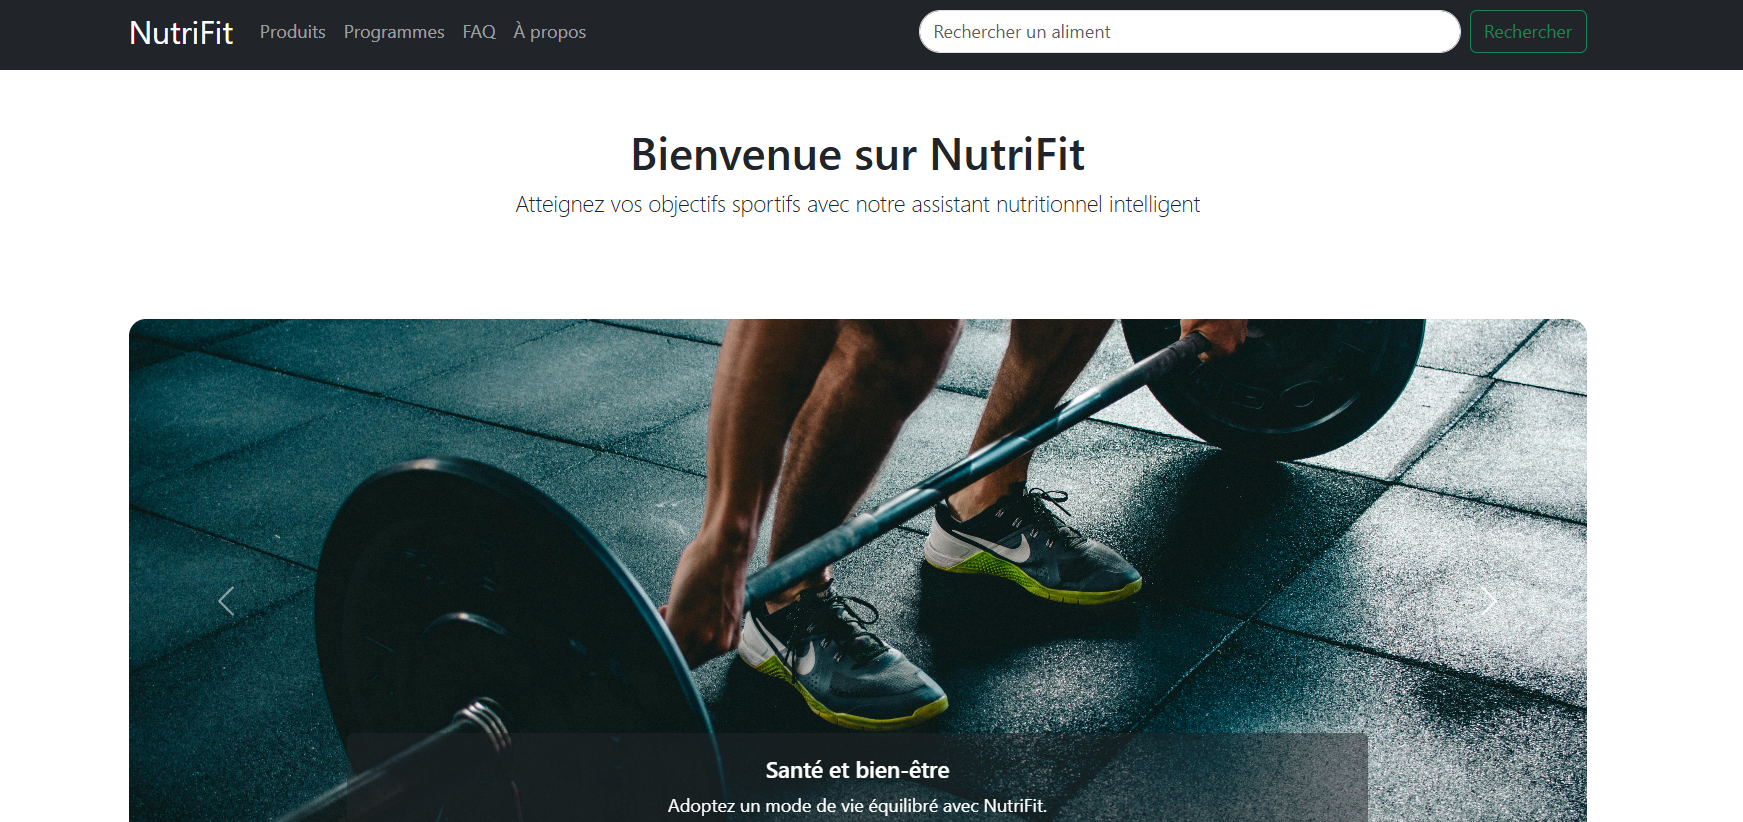 NutriFit Produits Programmes FAQ À propos Rechercher un aliment Rechercher
Bienvenue sur NutriFit
Atteignez vos objectifs sportifs avec notre assistant nutritionnel intelligent
Santé et bien-être
Adoptez un mode de vie équilibré avec NutriFit.